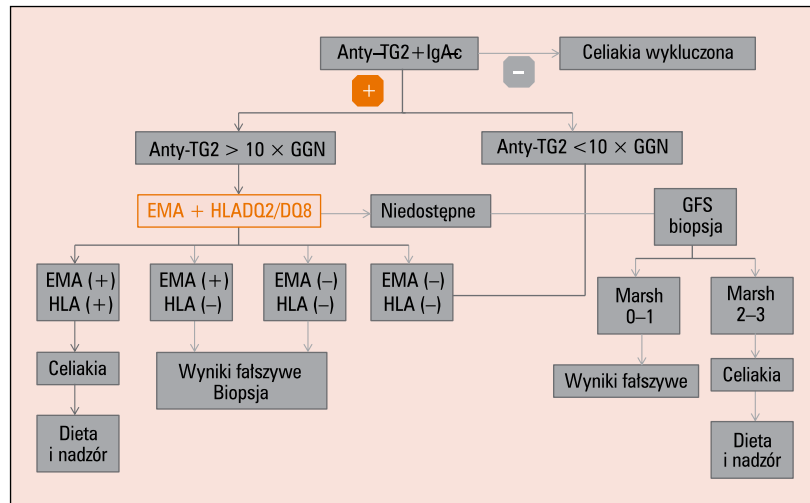 Anty-TG2+IgA-c
Celiakia wykluczona
–
+
Anty-TG2 > 10 × GGN
Anty-TG2 < 10 × GGN
EMA + HLADQ2/DQ8
Niedostępne
GFS
biopsja
EMA (+)
HLA (+)
EMA (+)
HLA (–)
EMA (–)
HLA (–)
EMA (–)
HLA (–)
Marsh
0–1
Marsh
2–3
Celiakia
Wyniki fałszywe
Biopsja
Wyniki fałszywe
Celiakia
Dieta
i nadzór
Dieta
i nadzór